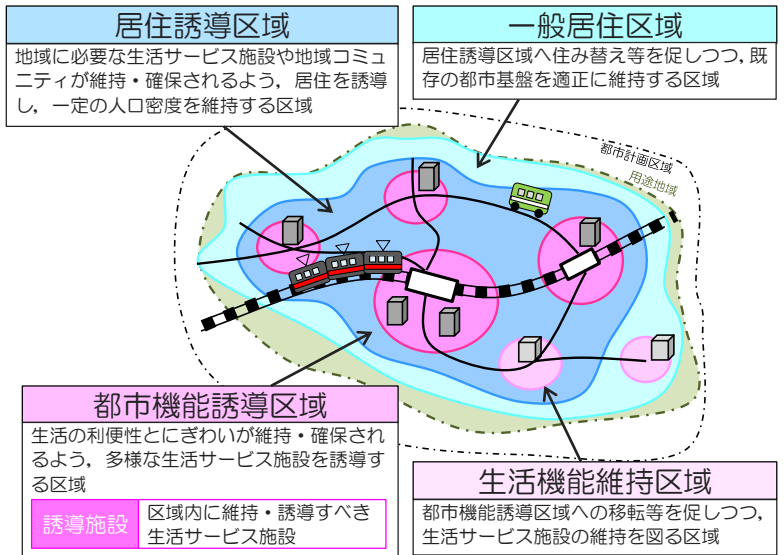 居住誘導区域
地域に必要な生活サービス施設や地域コミュ
ニティが維持・確保されるよう，居住を誘導
し，一定の人口密度を維持する区域
一般居住区域
居住誘導区域へ住み替え等を促しつつ，既
存の都市基盤を適正に維持する区域
都市計画区域
用途地域
都市機能誘導区域
生活の利便性とにぎわいが維持・確保され
るよう，多様な生活サービス施設を誘導す
る区域
誘導施設
区域内に維持・誘導すべき
生活サービス施設
生活機能維持区域
都市機能誘導区域への移転等を促しつつ，
生活サービス施設の維持を図る区域